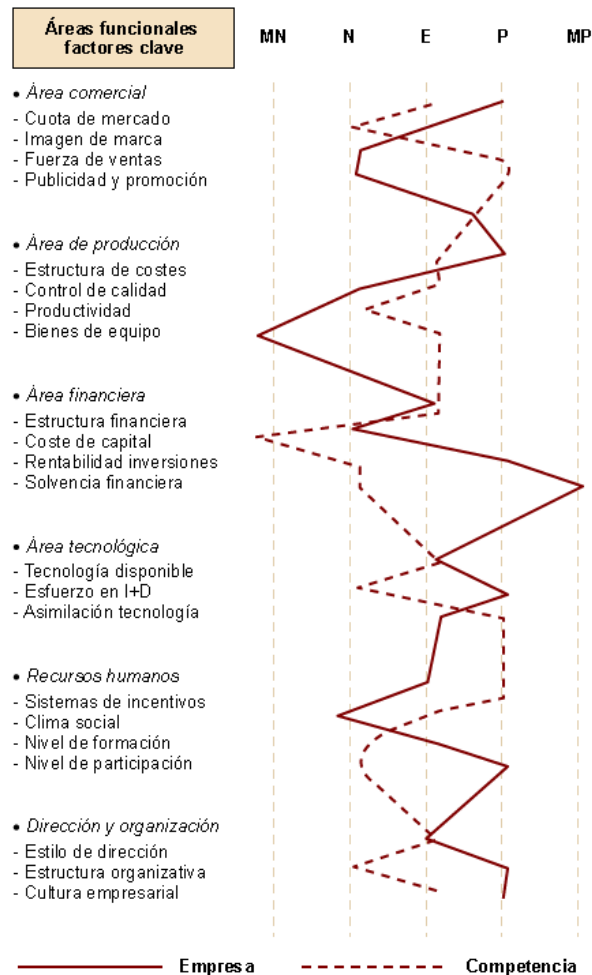 Áreas funcionales
factores clave
MN N E P MP
• Área comercial
- Cuota de mercado
- Imagen de marca
- Fuerza de ventas
- Publicidad y promoción
• Área de producción
- Estructura de costes
- Control de calidad
- Productividad
- Bienes de equipo
• Área financiera
- Estructura financiera
- Coste de capital
- Rentabilidad inversiones
- Solvencia financiera
• Área tecnológica
- Tecnología disponible
- Esfuerzo en I+D
- Asimilación tecnología
• Recursos humanos
- Sistemas de incentivos
- Clima social
- Nivel de formación
- Nivel de participación
• Dirección y organización
- Estilo de dirección
- Estructura organizativa
- Cultura empresarial
Empresa Competencia